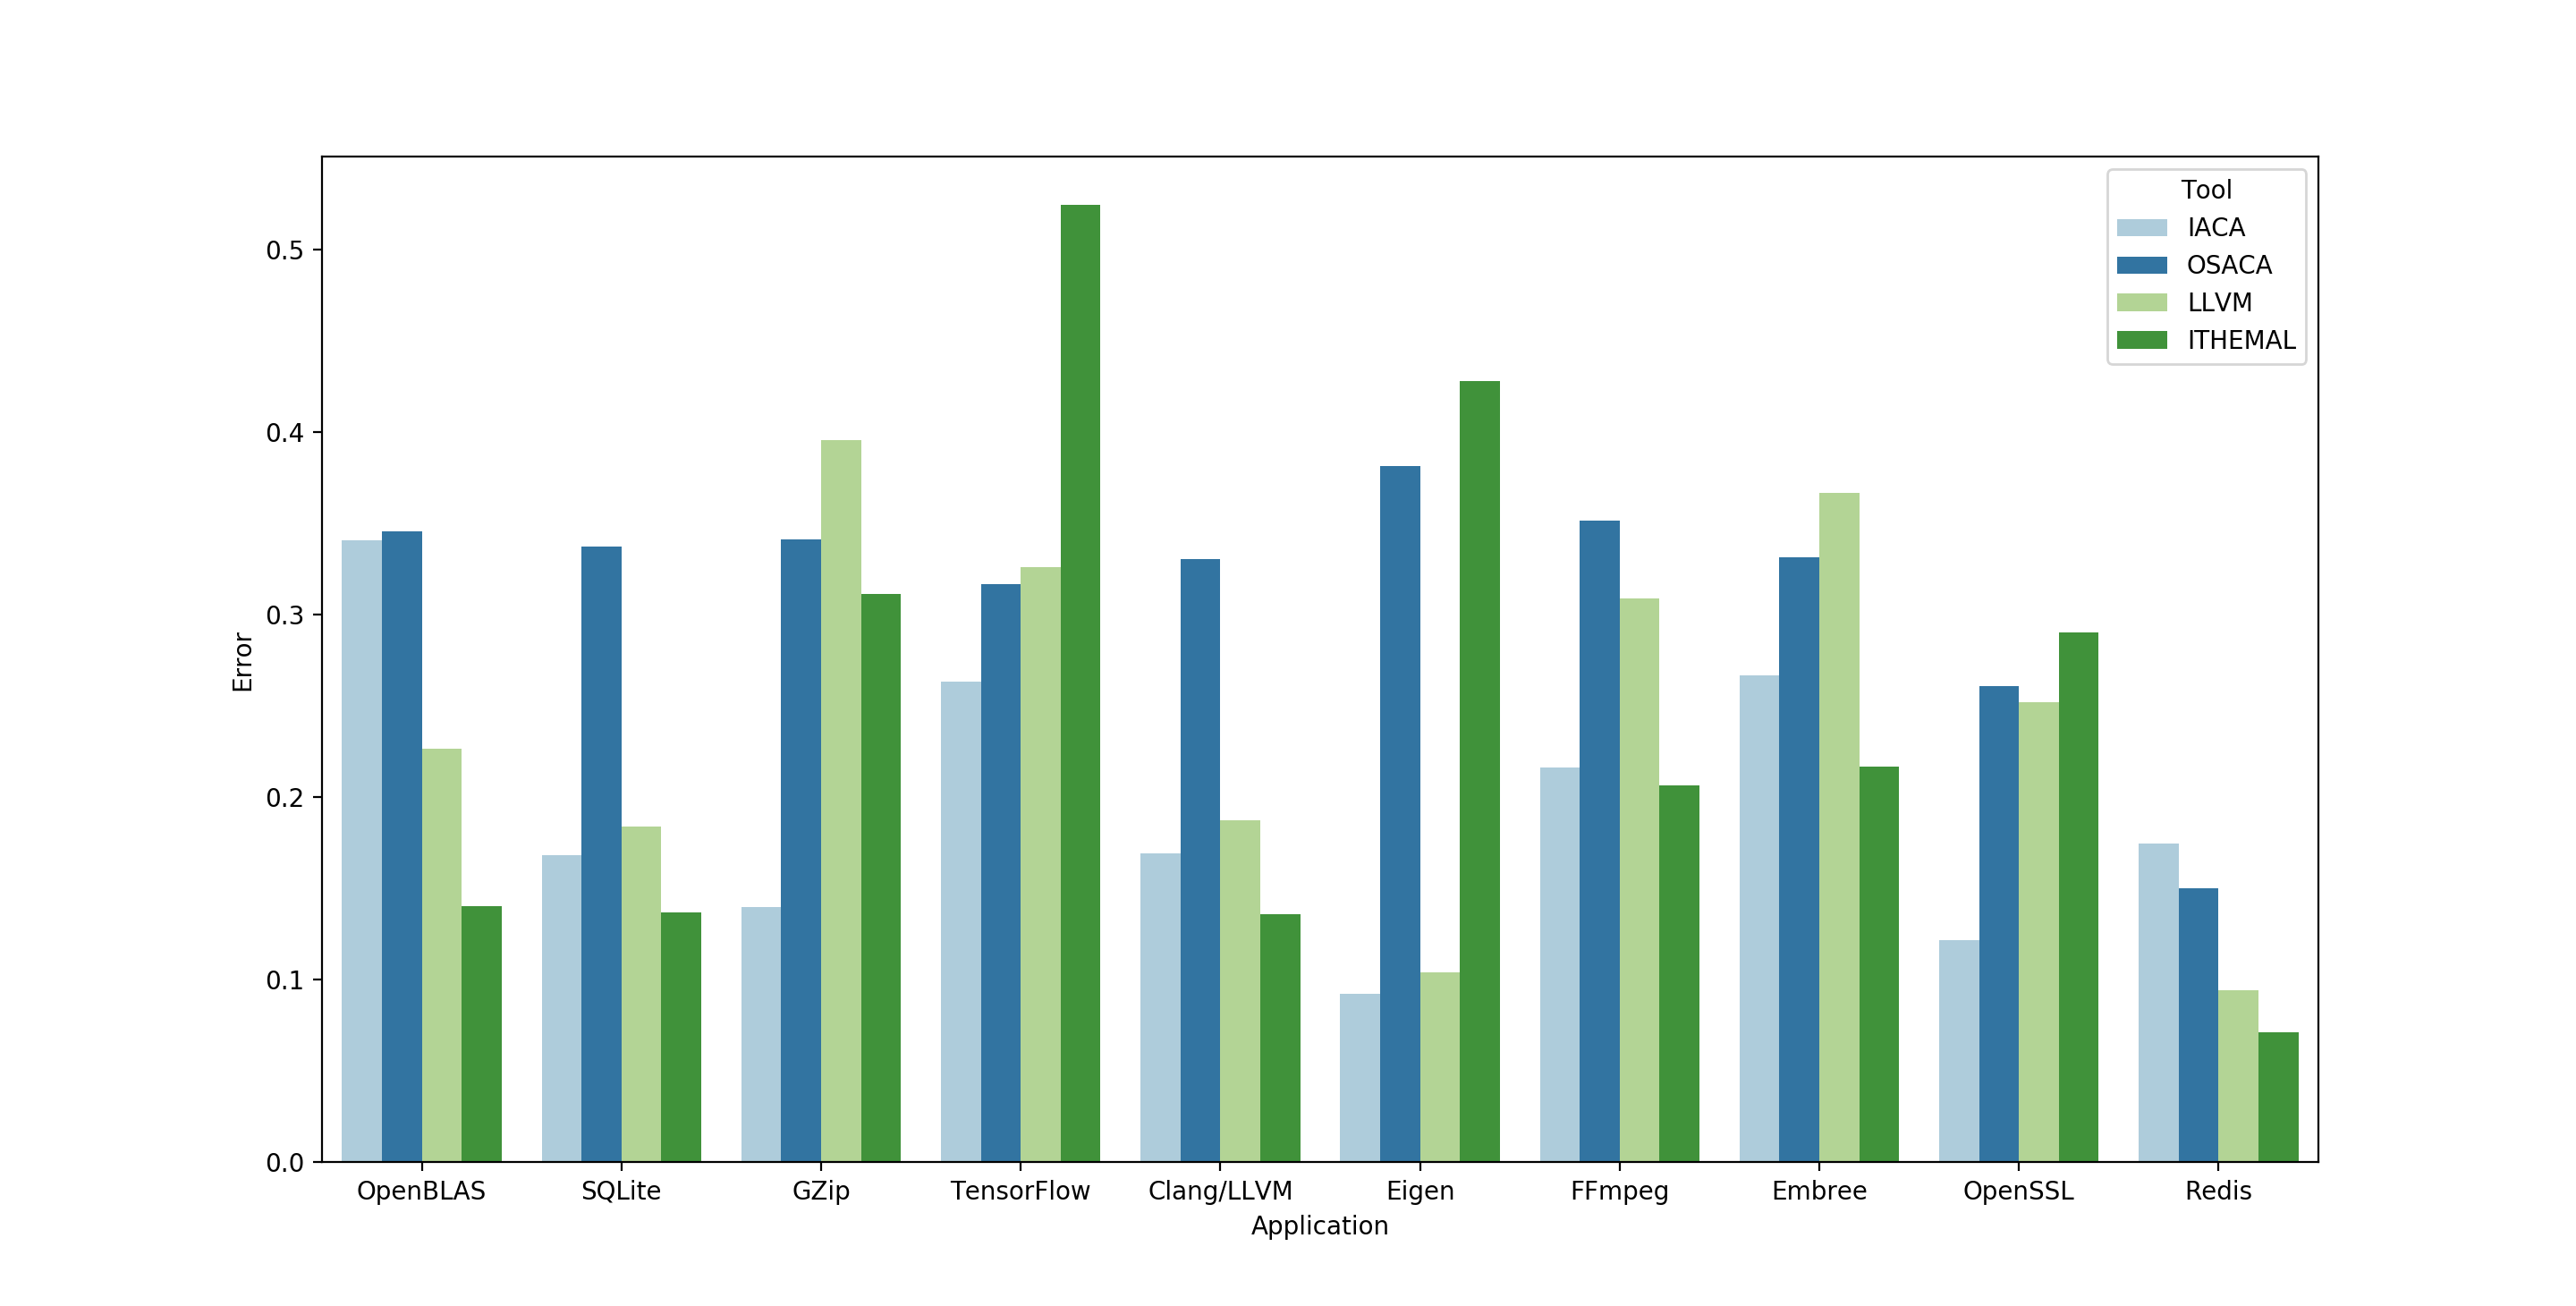 Tool
IACA
OSACA
LLVM
ITHEMAL
Error
0.5
0.4
0.3
0.2
0.1
0.0
OpenBLAS SQLite GZip TensorFlow Clang/LLVM Eigen FFmpeg Embree OpenSSL Redis
Application